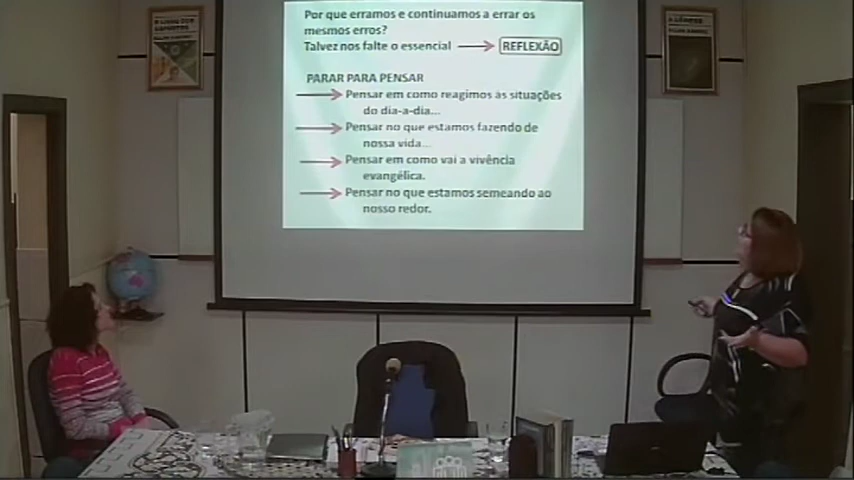 Por que erramos e continuamos a errar os
mesmos erros?
Talvez nos falte o essencial REFLEXÃO
PARAR PARA PENSAR
Pensar em como reagimos às situações
do dia-a-dia...
Pensar no que estamos fazendo de
nossa vida...
Pensar em como vai a vivência
evangélica.
Pensar no que estamos semeando ao
nosso redor.